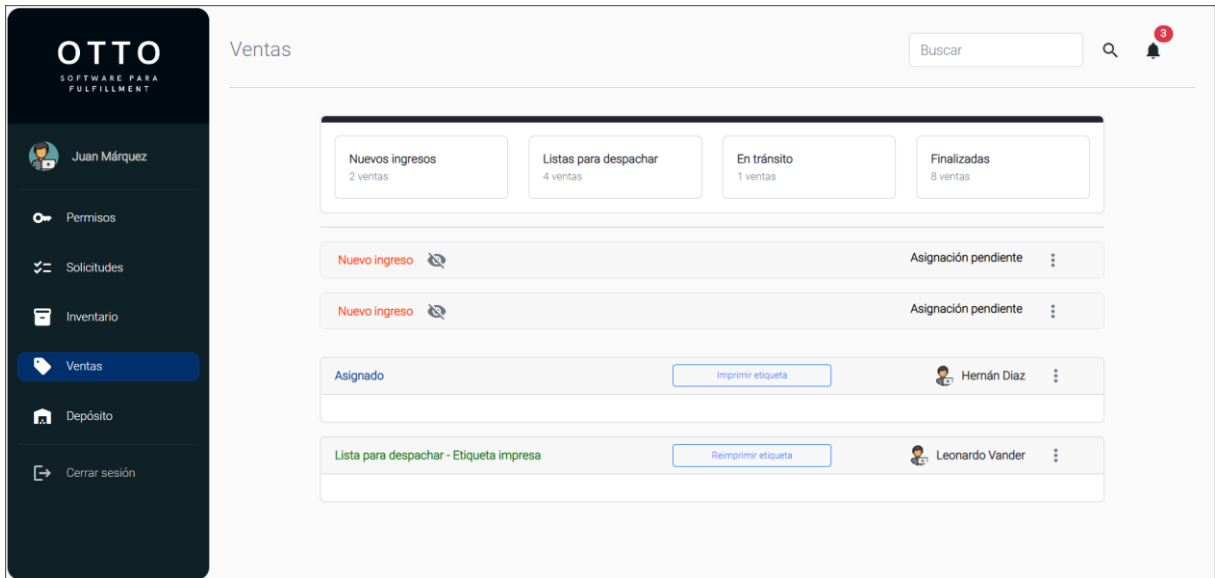 OTTO
SOFTWARE PARA
FULFILLMENT
Juan Márquez
Permisos
Solicitudes
Inventario
Ventas
Depósito
Cerrar sesión
Ventas
Buscar
3
Nuevos ingresos
2 ventas
Listas para despachar
4 ventas
En tránsito
1 ventas
Finalizadas
8 ventas
Nuevo ingreso Asignación pendiente
Nuevo ingreso Asignación pendiente
Asignado Imprimir etiqueta Hernán Diaz
Lista para despachar - Etiqueta impresa Reimprimir etiqueta Leonardo Vander